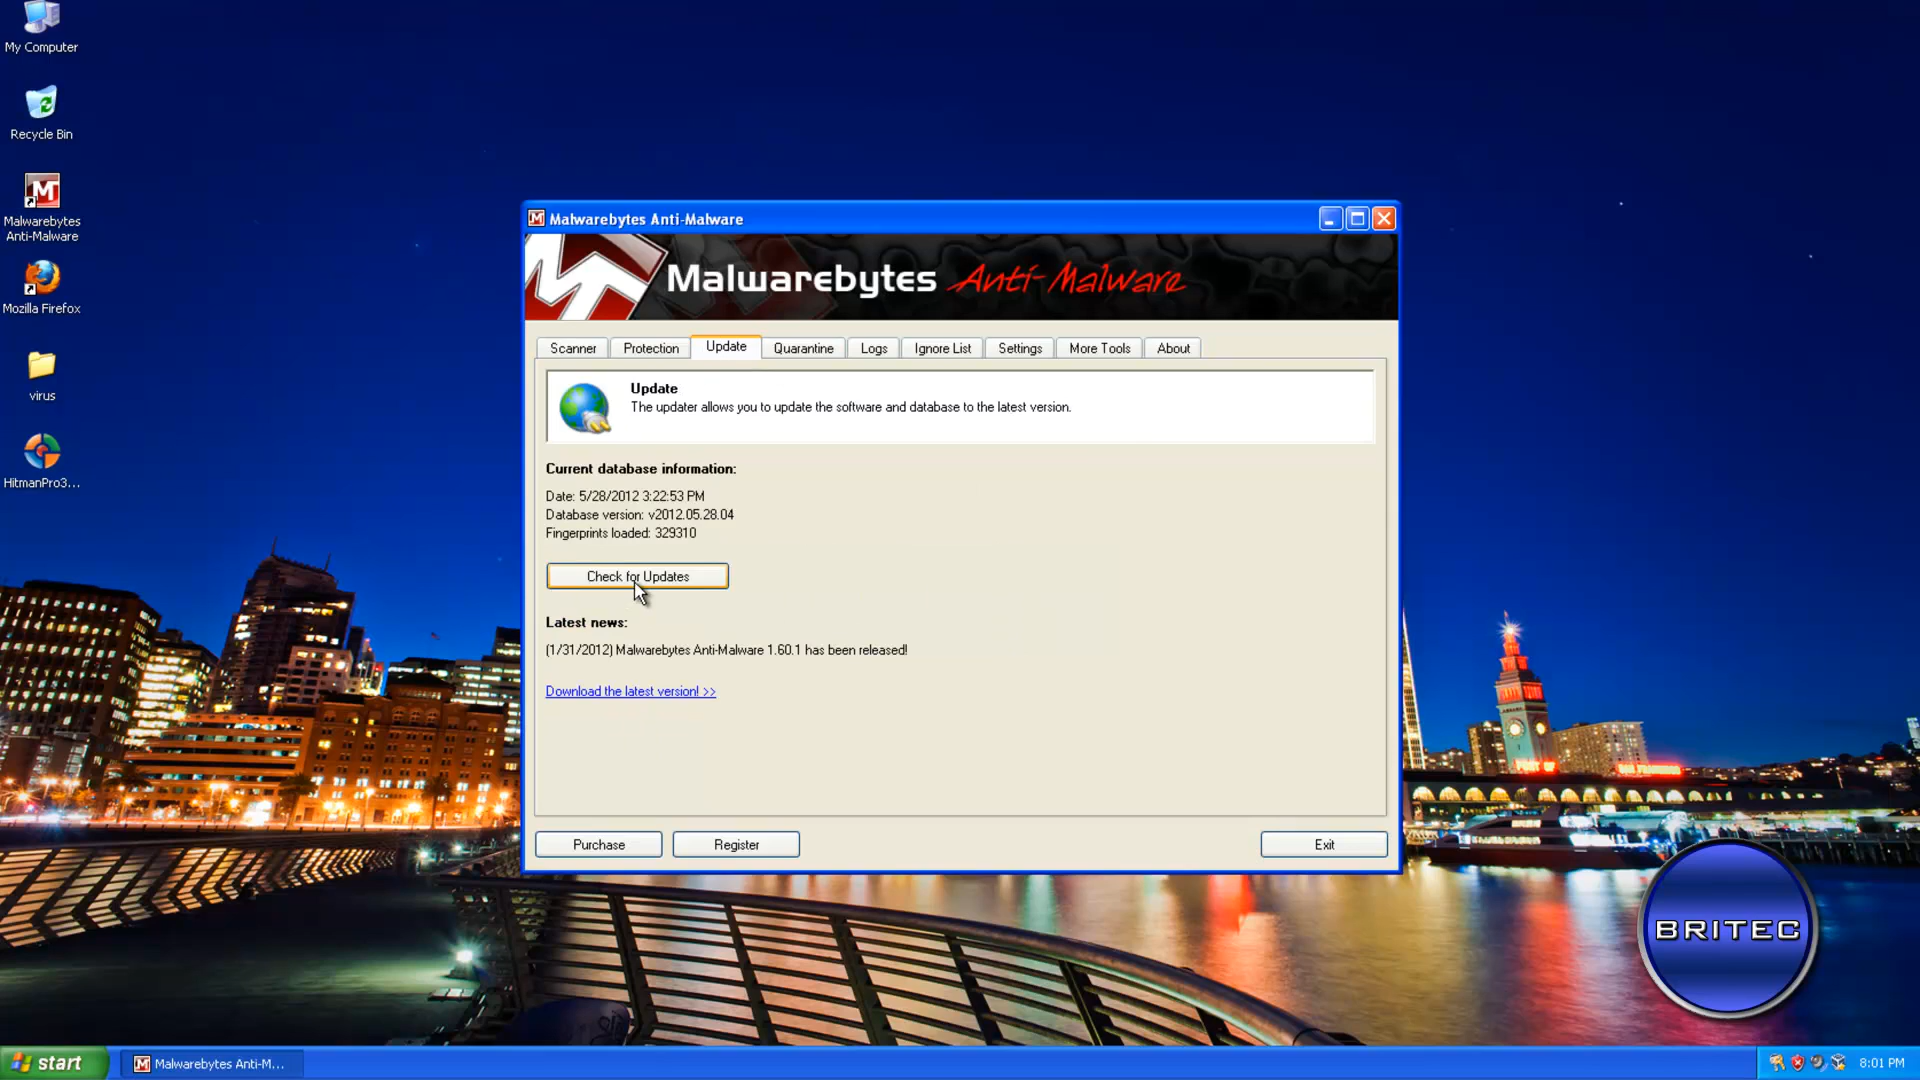 My Computer
Recycle Bin
Malwarebytes
Anti-Malware
Mozilla Firefox
virus
HitmanPro3...
Malwarebytes Anti-Malware
Malwarebytes Anti-Malware
Scanner
Protection
Update
Quarantine
Logs
Ignore List
Settings
More Tools
About
Update
The updater allows you to update the software and database to the latest version.
Current database information:
Date: 5/28/2012 3:22:53 PM
Database version: v2012.05.28.04
Fingerprints loaded: 329310
Check for Updates
Latest news:
(1/31/2012) Malwarebytes Anti-Malware 1.60.1 has been released!
Download the latest version! >>
Purchase
Register
Exit
PORT OF
SAN FRANCISCO
BRITEC
start
Malwarebytes Anti-M...
8:01 PM